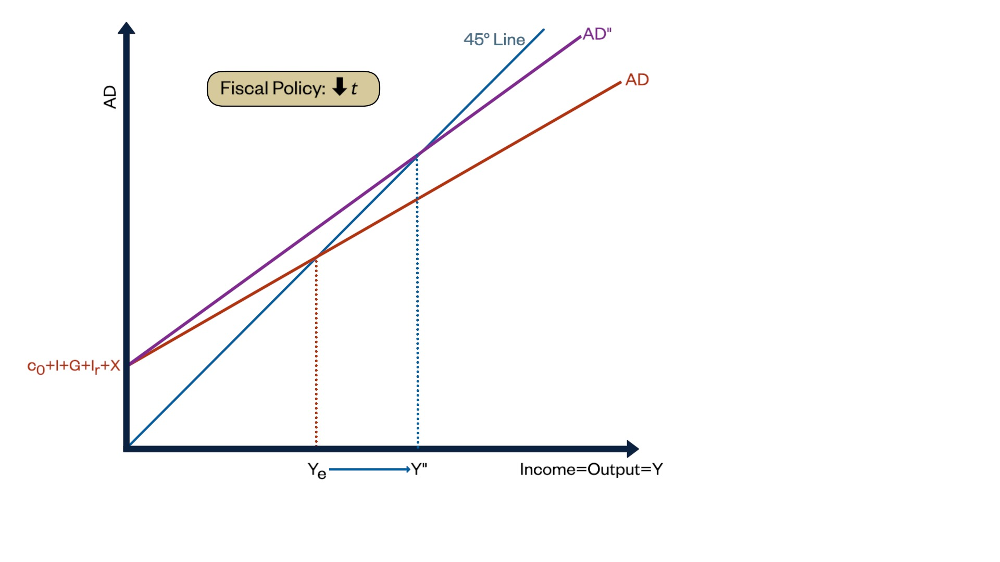 45° Line
AD"
AD
Fiscal Policy: ⬇ t
AD
c₀+I+G+Iᵣ+X
Yₑ
Y"
Income=Output=Y